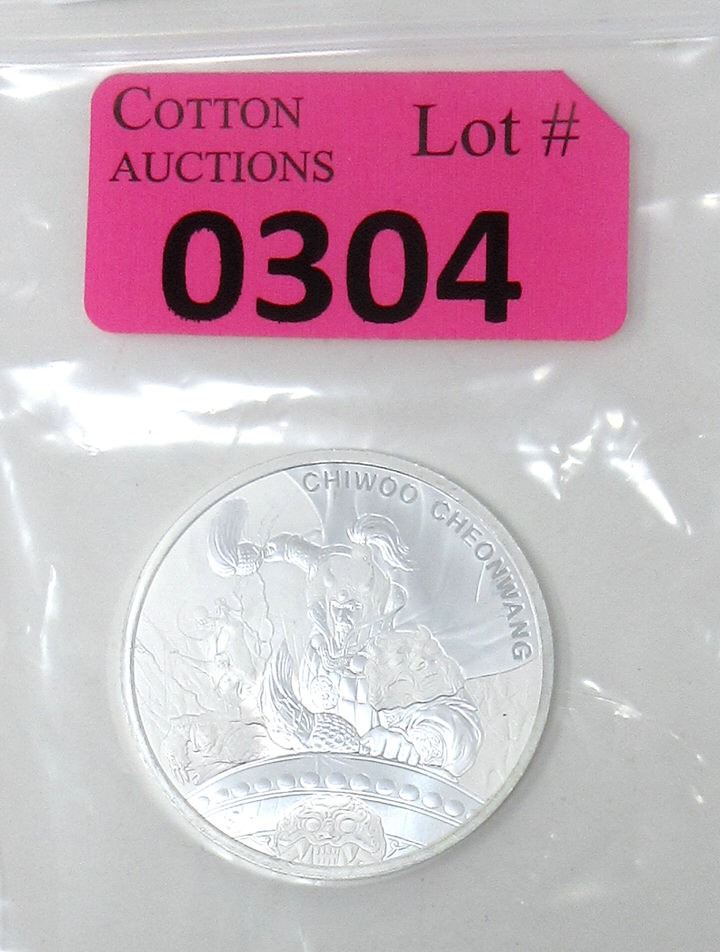 COTTON
AUCTIONS
Lot #
0304
CHIWOO CHEONWANG